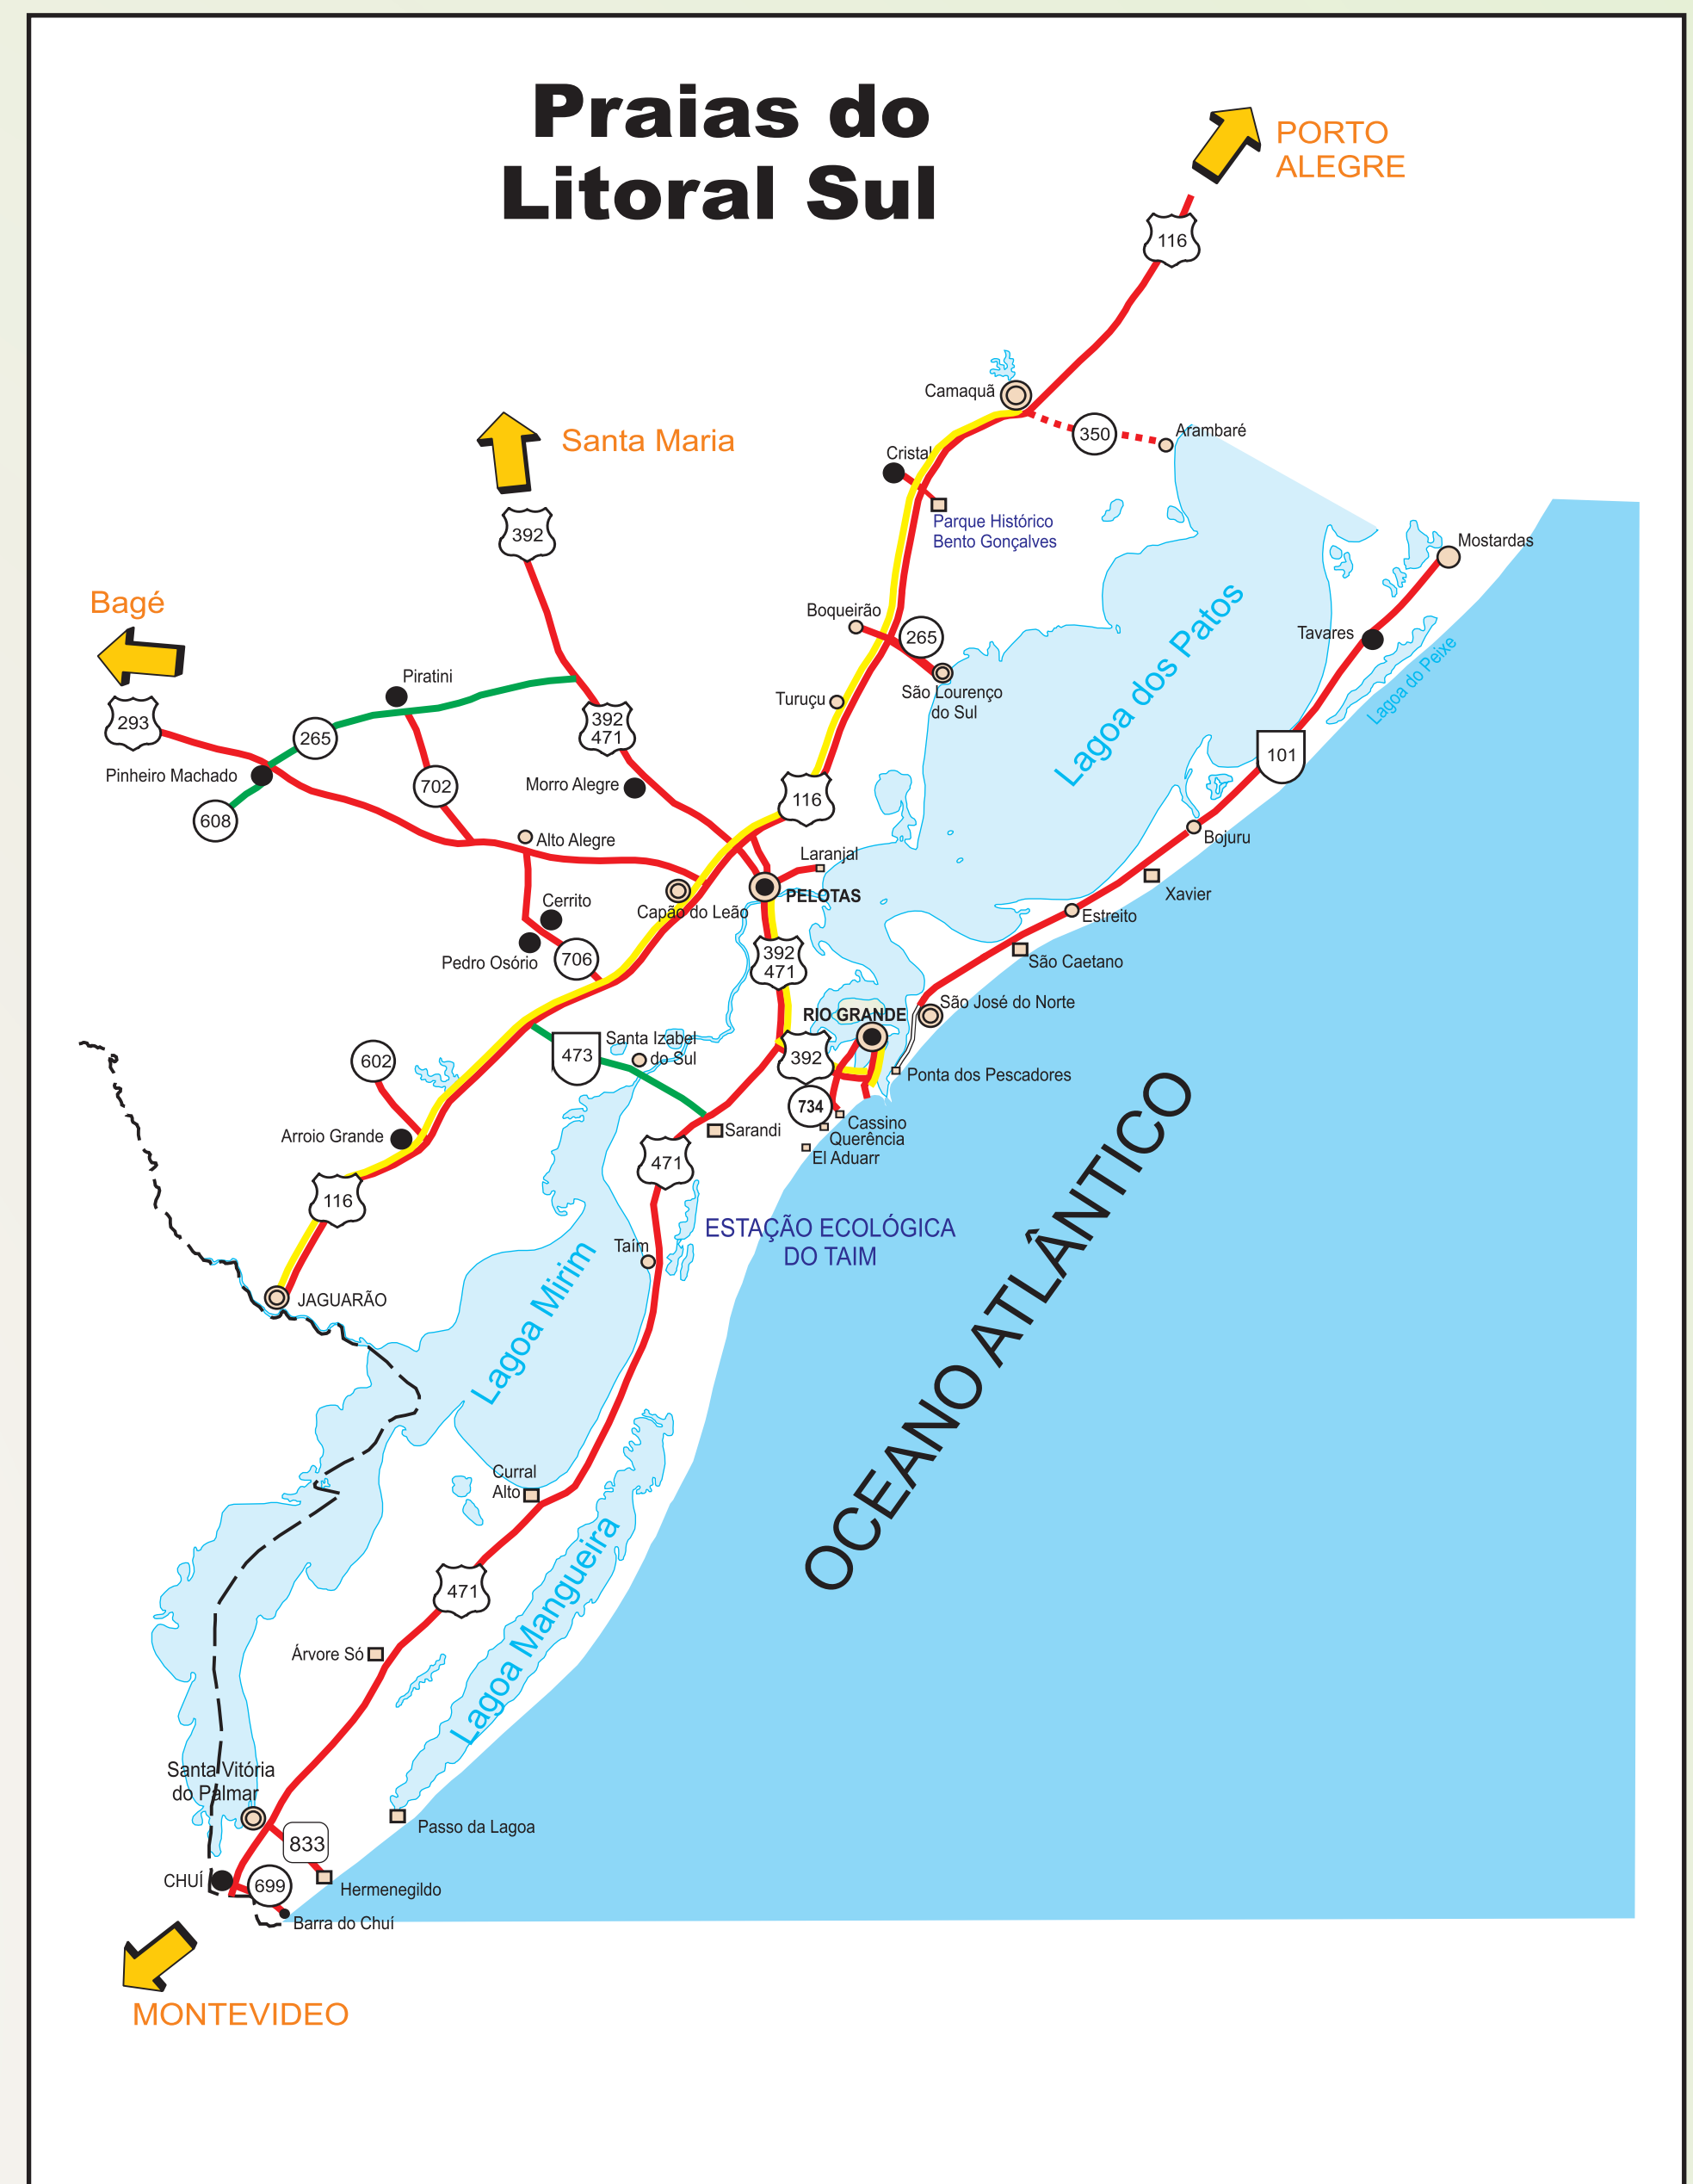 Praias do
Litoral Sul
PORTO
ALEGRE
116
Camaquã
350
Arambaré
Santa Maria
Cristal
392
Parque Histórico
Bento Gonçalves
Mostardas
Bagé
Boqueirão
265
Tavares
Lagoa dos Patos
Lagoa do Peixe
Piratini
Turuçu
São Lourenço
do Sul
293
392
471
265
101
Pinheiro Machado
702
Morro Alegre
116
608
Alto Alegre
Bojuru
Laranjal
PELOTAS
Xavier
Cerrito
Capão do Leão
Estreito
Pedro Osório
706
392
471
São Caetano
São José do Norte
RIO GRANDE
Santa Izabel
do Sul
473
392
602
Ponta dos Pescadores
734
Cassino
Arroio Grande
Sarandi
Querência
El Aduarr
471
116
ESTAÇÃO ECOLÓGICA
DO TAIM
Taím
JAGUARÃO
Lagoa Mirim
OCEANO ATLÂNTICO
Curral
Alto
471
Lagoa Mangueira
Árvore Só
Santa Vitória
do Palmar
Passo da Lagoa
833
CHUÍ
699
Hermenegildo
Barra do Chuí
MONTEVIDEO